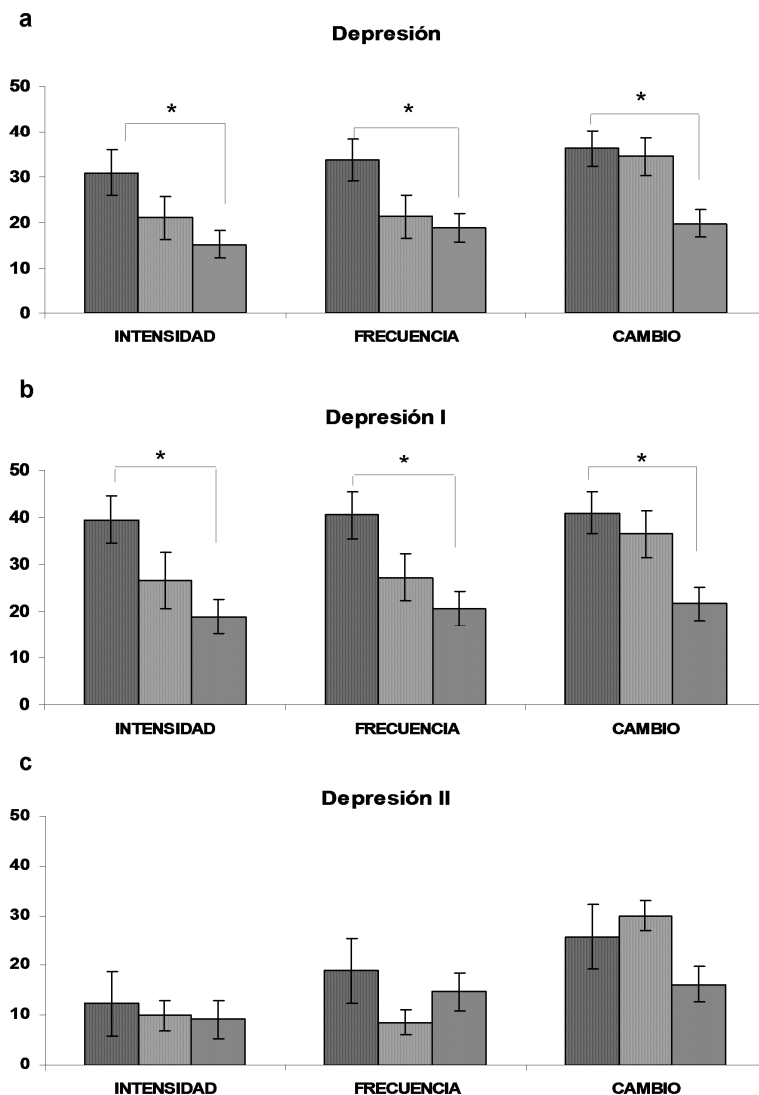 a
Depresión
50
40
30
20
10
0
* * *
INTENSIDAD FRECUENCIA CAMBIO
b
Depresión I
50
40
30
20
10
0
* * *
INTENSIDAD FRECUENCIA CAMBIO
c
Depresión II
50
40
30
20
10
0
INTENSIDAD FRECUENCIA CAMBIO